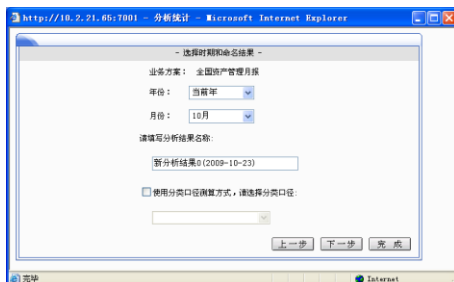 http://10.2.21.65:7001 - 分析统计 - Microsoft Internet Explorer
- 选择时期和命名结果 -
业务方案: 全国资产管理月报
年份: 当前年
月份: 10月
请填写分析结果名称:
新分析结果0(2009-10-23)
使用分类口径测算方式，请选择分类口径:
上一步 下一步 完 成
完毕 Internet